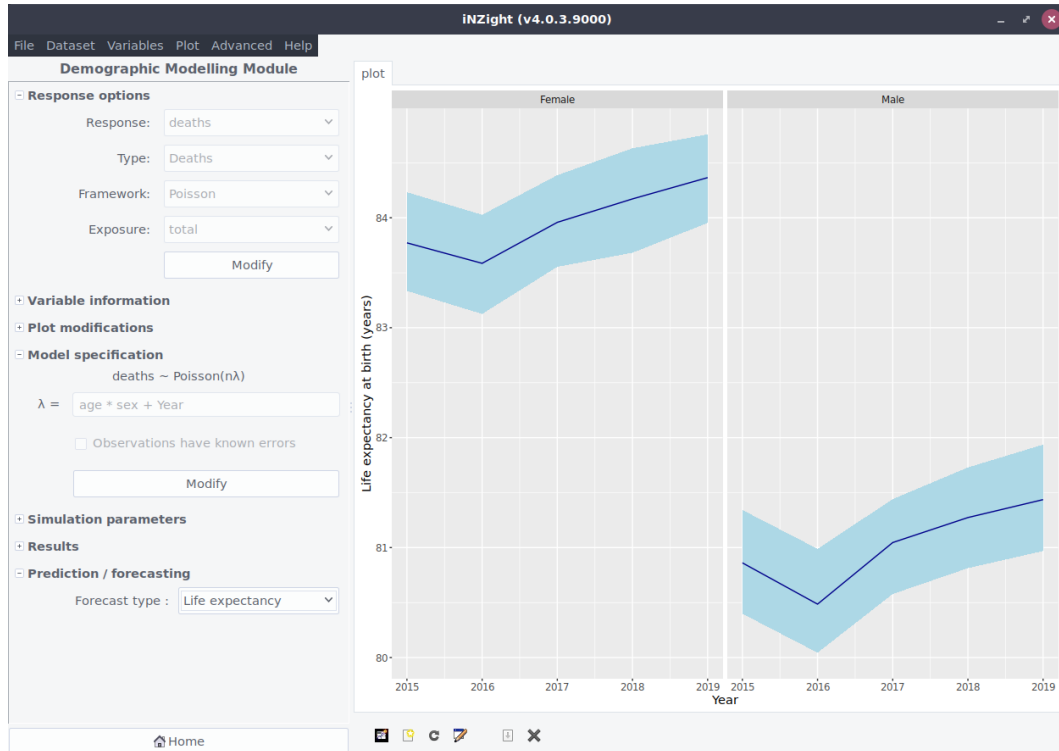 iNZight (v4.0.3.9000)
File Dataset Variables Plot Advanced Help
Demographic Modelling Module
Response options
Response: deaths
Type: Deaths
Framework: Poisson
Exposure: total
Modify
Variable information
Plot modifications
Model specification
deaths ~ Poisson(nλ)
λ = age * sex + Year
Observations have known errors
Modify
Simulation parameters
Results
Prediction / forecasting
Forecast type : Life expectancy
Home
plot
Female Male
Life expectancy at birth (years)
84
83
82
81
80
2015 2016 2017 2018 2019 2015 2016 2017 2018 2019
Year